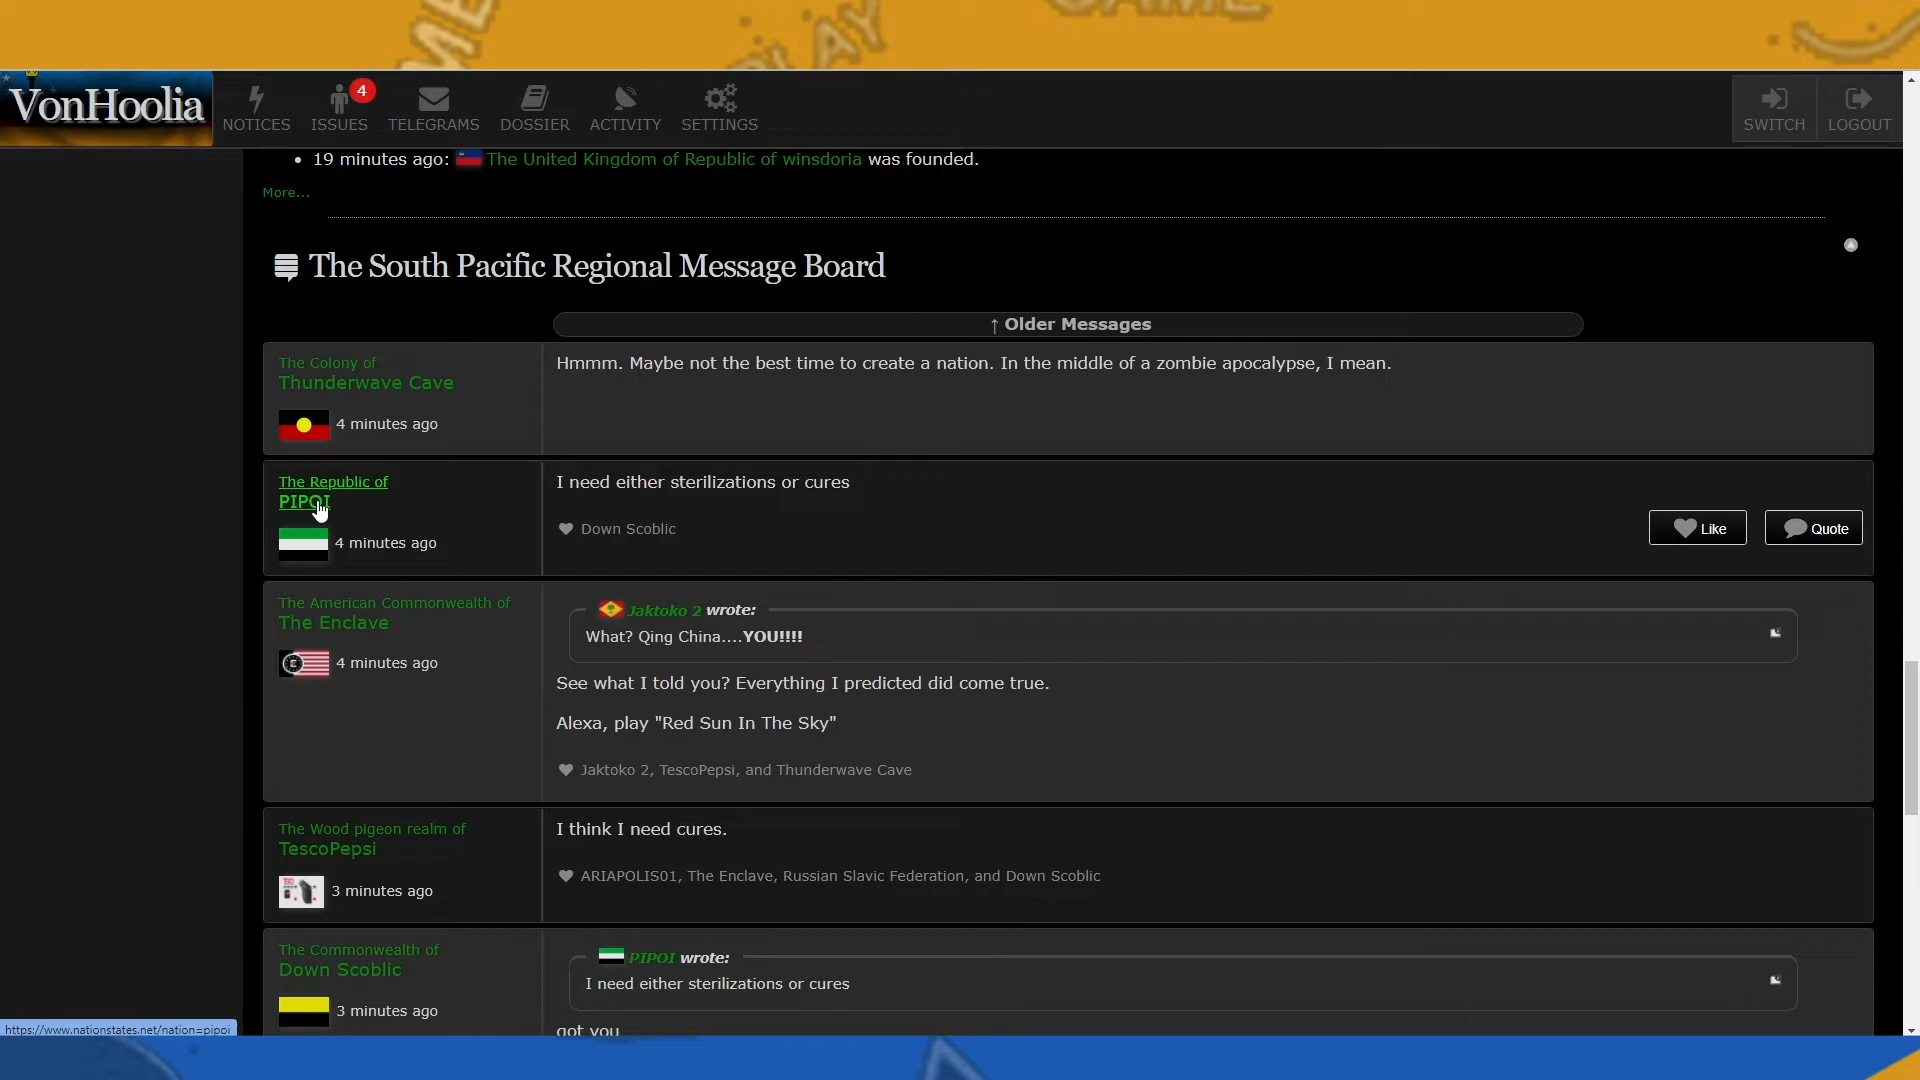 ME
PLAY
GAME
VonHoolia
NOTICES
ISSUES
4
TELEGRAMS
DOSSIER
ACTIVITY
SETTINGS
SWITCH
LOGOUT
• 19 minutes ago: The United Kingdom of Republic of winsdoria was founded.
More...
The South Pacific Regional Message Board
↑ Older Messages
The Colony of
Thunderwave Cave
4 minutes ago
Hmmm. Maybe not the best time to create a nation. In the middle of a zombie apocalypse, I mean.
The Republic of
PIPOI
4 minutes ago
I need either sterilizations or cures
Down Scoblic
Like
Quote
The American Commonwealth of
The Enclave
4 minutes ago
Jaktoko 2 wrote:
What? Qing China....YOU!!!!
See what I told you? Everything I predicted did come true.
Alexa, play "Red Sun In The Sky"
Jaktoko 2, TescoPepsi, and Thunderwave Cave
The Wood pigeon realm of
TescoPepsi
3 minutes ago
I think I need cures.
ARIAPOLIS01, The Enclave, Russian Slavic Federation, and Down Scoblic
The Commonwealth of
Down Scoblic
3 minutes ago
PIPOI wrote:
I need either sterilizations or cures
got you
https://www.nationstates.net/nation=pipoi